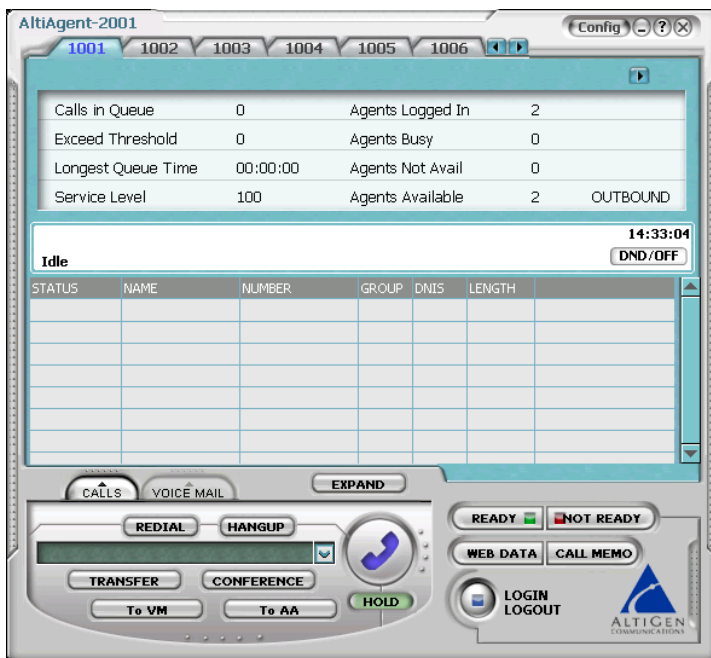 AltiAgent-2001 Config ?
1001 1002 1003 1004 1005 1006
Calls in Queue 0 Agents Logged In 2
Exceed Threshold 0 Agents Busy 0
Longest Queue Time 00:00:00 Agents Not Avail 0
Service Level 100 Agents Available 2 OUTBOUND
14:33:04
Idle DND/OFF
STATUS NAME NUMBER GROUP DNIS LENGTH
CALLS VOICE MAIL EXPAND
REDIAL HANGUP READY NOT READY
WEB DATA CALL MEMO
TRANSFER CONFERENCE
To VM To AA HOLD LOGIN
LOGOUT
ALTIGEN
COMMUNICATIONS